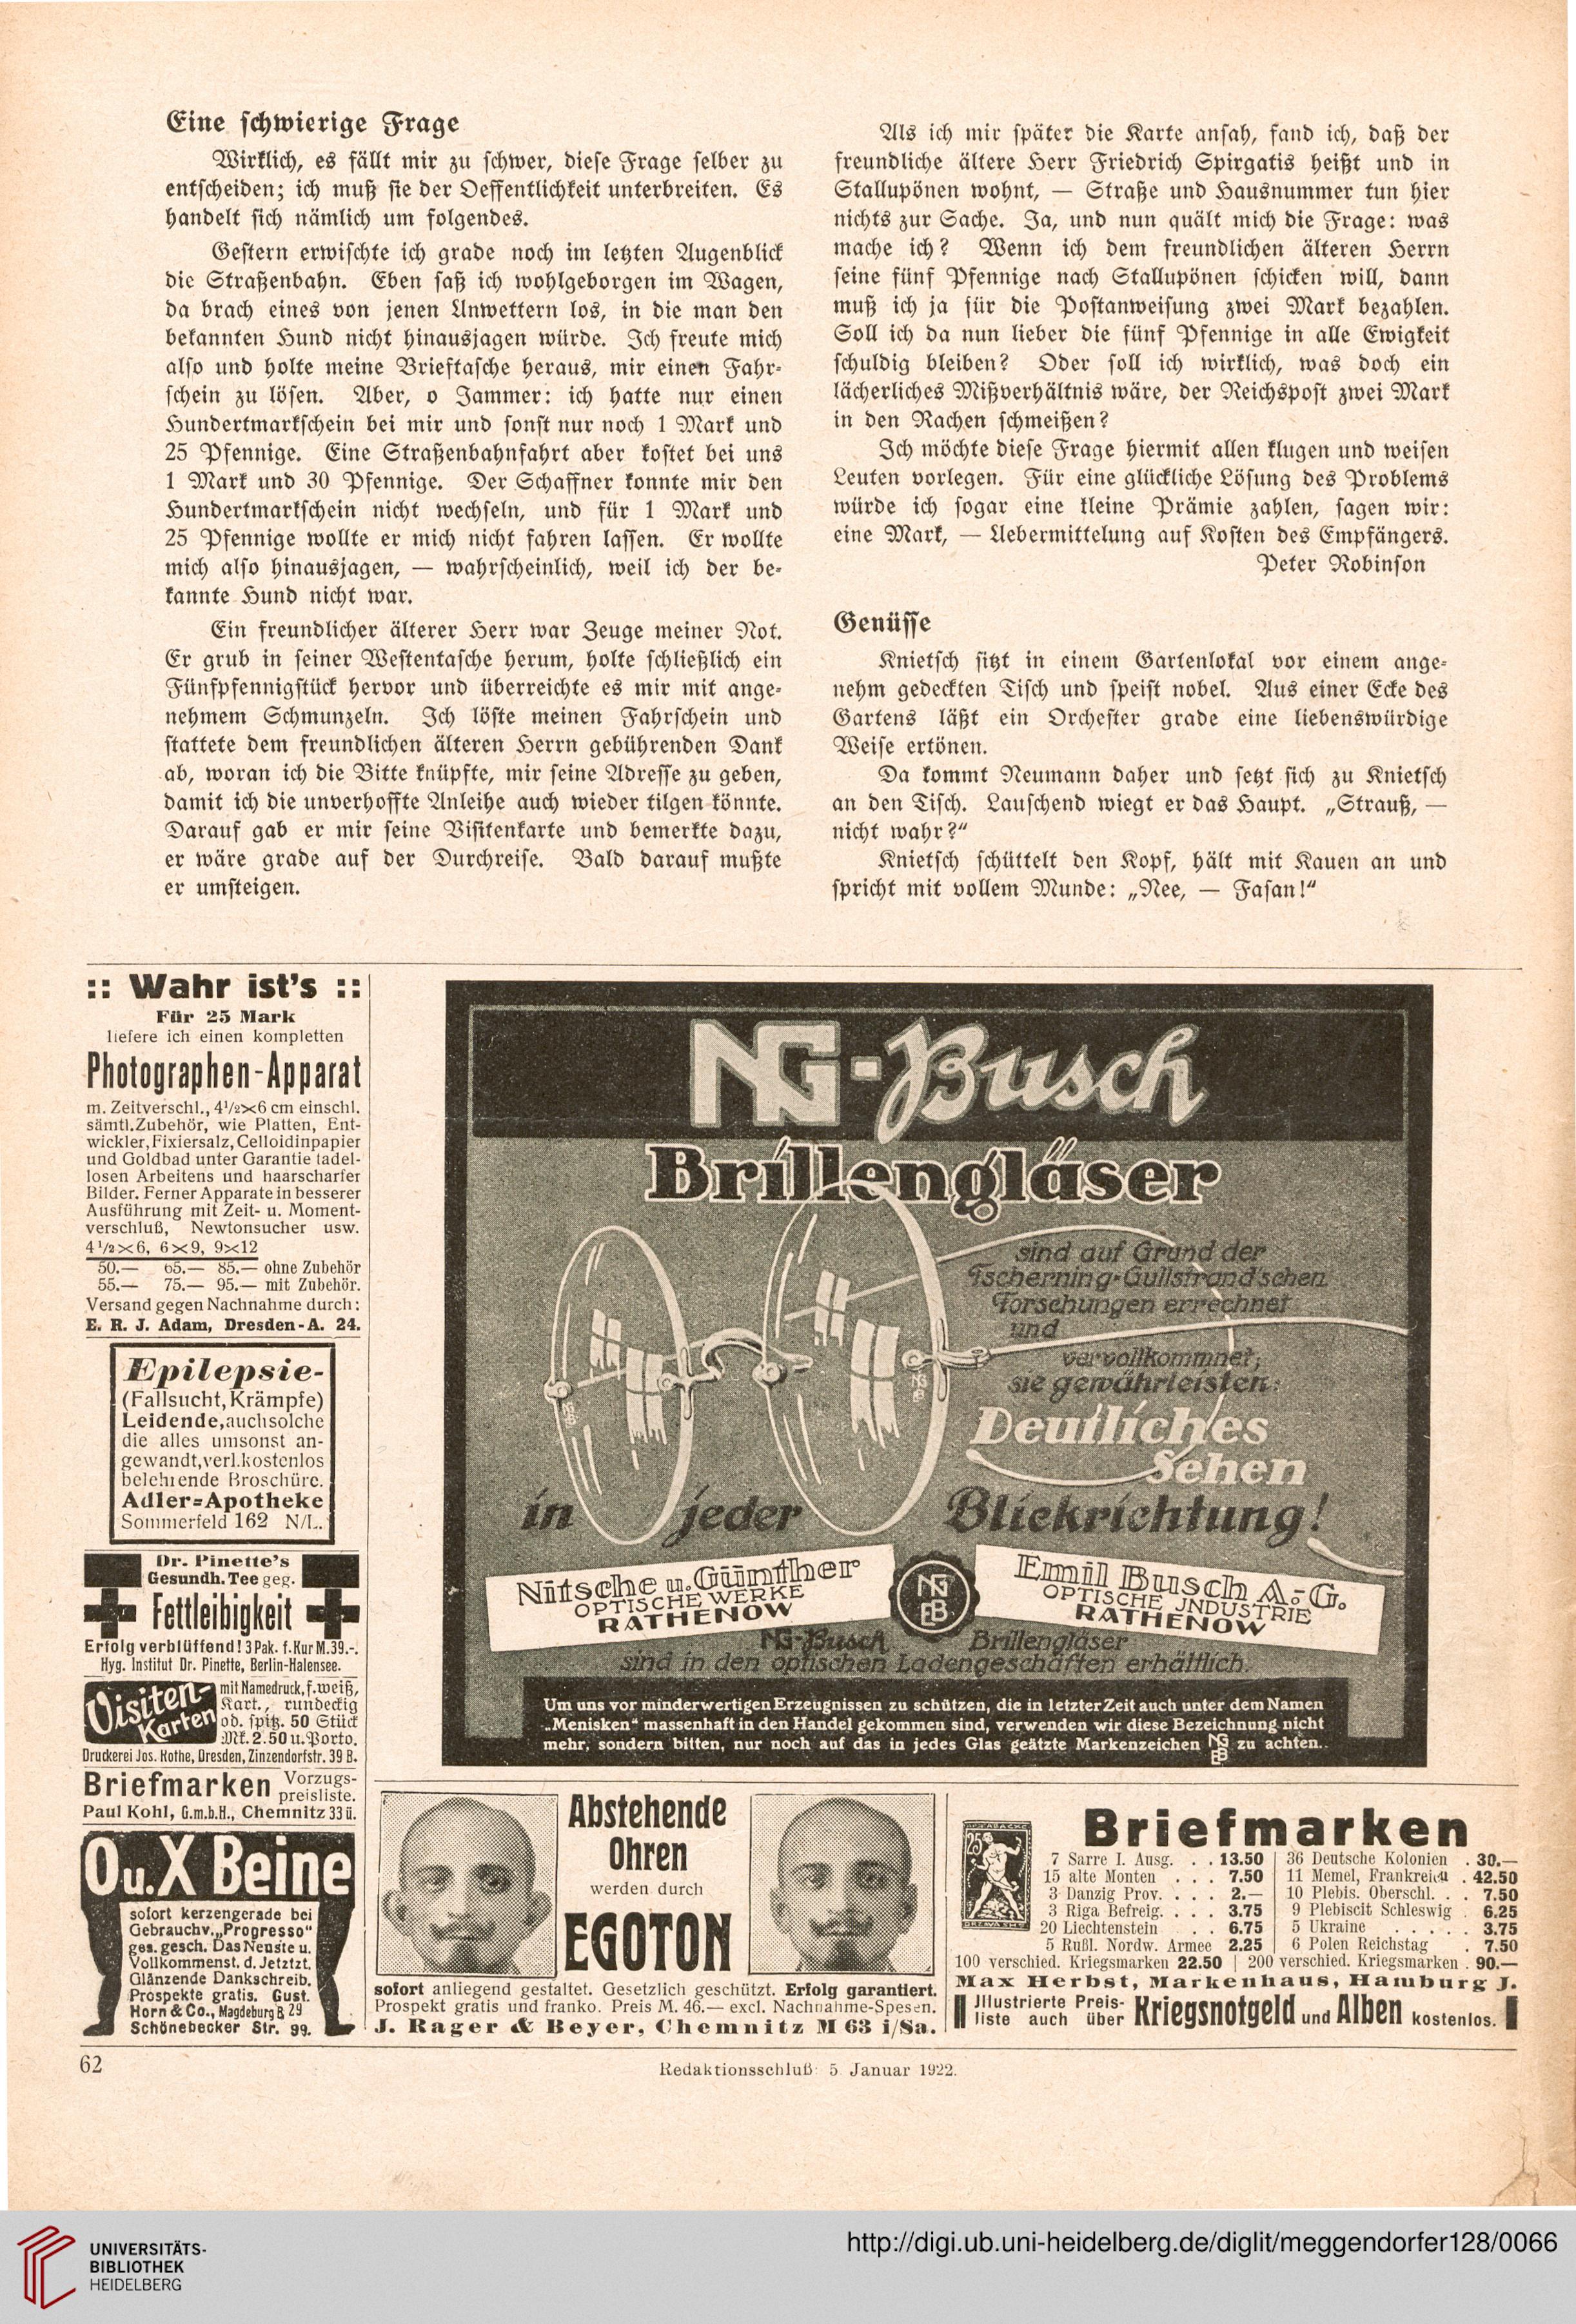 Eine schwierige Frage
Wirklich, es fällt mir zu schwer, diese Frage selber zu
entscheiden; ich muß sie der Oeffentlichkeit unterbreiten. Es
handelt sich nämlich um folgendes.
Gestern erwischte ich grade noch im letzten Augenblick
die Straßenbahn. Eben saß ich wohlgeborgen im Wagen,
da brach eines von jenen Unwettern los, in die man den
bekannten Hund nicht hinausjagen würde. Ich freute mich
also und holte meine Brieftasche heraus, mir einen Fahr-
schein zu lösen. Aber, o Jammer: ich hatte nur einen
Hundertmarkschein bei mir und sonst nur noch 1 Mark und
25 Pfennige. Eine Straßenbahnfahrt aber kostet bei uns
1 Mark und 30 Pfennige. Der Schaffner konnte mir den
Hundertmarkschein nicht wechseln, und für 1 Mark und
25 Pfennige wollte er mich nicht fahren lassen. Er wollte
mich also hinausjagen, — wahrscheinlich, weil ich der be-
kannte Hund nicht war.
Ein freundlicher älterer Herr war Zeuge meiner Not.
Er grub in seiner Westentasche herum, holte schließlich ein
Fünfpfennigstück hervor und überreichte es mir mit ange-
nehmem Schmunzeln. Ich löste meinen Fahrschein und
stattete dem freundlichen älteren Herrn gebührenden Dank
ab, woran ich die Bitte knüpfte, mir seine Adresse zu geben,
damit ich die unverhoffte Anleihe auch wieder tilgen könnte.
Darauf gab er mir seine Visitenkarte und bemerkte dazu,
er wäre grade auf der Durchreise. Bald darauf mußte
er umsteigen.
Als ich mir später die Karte ansah, fand ich, daß der
freundliche ältere Herr Friedrich Spirgatis heißt und in
Stallupönen wohnt, — Straße und Hausnummer tun hier
nichts zur Sache. Ja, und nun quält mich die Frage: was
mache ich? Wenn ich dem freundlichen älteren Herrn
seine fünf Pfennige nach Stallupönen schicken will, dann
muß ich ja für die Postanweisung zwei Mark bezahlen.
Soll ich da nun lieber die fünf Pfennige in alle Ewigkeit
schuldig bleiben? Oder soll ich wirklich, was doch ein
lächerliches Mißverhältnis wäre, der Reichspost zwei Mark
in den Rachen schmeißen?
Ich möchte diese Frage hiermit allen klugen und weisen
Leuten vorlegen. Für eine glückliche Lösung des Problems
würde ich sogar eine kleine Prämie zahlen, sagen wir:
eine Mark, — Uebermittelung auf Kosten des Empfängers.
Peter Robinson
Genüsse
Knietsch sitzt in einem Gartenlokal vor einem ange-
nehm gedeckten Tisch und speist nobel. Aus einer Ecke des
Gartens läßt ein Orchester grade eine liebenswürdige
Weise ertönen.
Da kommt Neumann daher und setzt sich zu Knietsch
an den Tisch. Lauschend wiegt er das Haupt. „Strauß, —
nicht wahr?“
Knietsch schüttelt den Kopf, hält mit Kauen an und
spricht mit vollem Munde: „Nee, — Fasan!“
:: Wahr ist's ::
Für 25 Mark
liefere ich einen kompletten
Photographen-Apparat
m. Zeitverschl., 4½×6 cm einschl.
sämtl. Zubehör, wie Platten, Ent-
wickler, Fixiersalz, Celloidinpapier
und Goldbad unter Garantie tadel-
losen Arbeitens und haarscharfer
Bilder. Ferner Apparate in besserer
Ausführung mit Zeit- u. Moment-
verschluß, Newtonsucher usw.
4½×6, 6×9, 9×12
50.— 65.— 85.— ohne Zubehör
55.— 75.— 95.— mit Zubehör.
Versand gegen Nachnahme durch:
E. R. J. Adam, Dresden-A. 24.
Epilepsie-
(Fallsucht, Krämpfe)
Leidende, auch solche
die alles umsonst an-
gewandt, verl. kostenlos
belehrende Broschüre.
Adler=Apotheke
Sommerfeld 162 N/L.
Dr. Pinette's
Gesundh. Tee geg.
Fettleibigkeit
Erfolg verblüffend! 3 Pak. f. Kur M. 39.-.
Hyg. Institut Dr. Pinette, Berlin-Halensee.
Visiten-
Karten
mit Namedruck, f. weiß,
Kart., rundeckig
od. spitz. 50 Stück
Mk. 2.50 u. Porto.
Druckerei Jos. Kothe, Dresden, Zinzendorfstr. 39 B.
Briefmarken Vorzugs-
preisliste.
Paul Kohl, G.m.b.H., Chemnitz 33 ü.
O u. X Beine
sofort kerzengerade bei
Gebrauch v. „Progresso“
ges. gesch. Das Neuste u.
Vollkommenst. d. Jetztzt.
Glänzende Dankschreib.
Prospekte gratis. Gust.
Horn & Co., Magdeburg B 29
Schönebecker Str. 99.
NG-Busch
Brillengläser
sind auf Grund der
Tscherning-Gullstrand'schen
Forschungen errechnet
und
vervollkommnet;
sie gewährleisten:
Deutliches
Sehen
in jeder Blickrichtung!
Nitsche u. Günther
OPTISCHE WERKE
RATHENOW
NG
EB
Emil Busch A.-G.
OPTISCHE JNDUSTRIE
RATHENOW
NG-Busch Brillengläser
sind in den optischen Ladengeschäften erhältlich.
Um uns vor minderwertigen Erzeugnissen zu schützen, die in letzter Zeit auch unter dem Namen
„Menisken“ massenhaft in den Handel gekommen sind, verwenden wir diese Bezeichnung nicht
mehr, sondern bitten, nur noch auf das in jedes Glas geätzte Markenzeichen NG EB zu achten.
Abstehende
Ohren
werden durch
EGOTON
sofort anliegend gestaltet. Gesetzlich geschützt. Erfolg garantiert.
Prospekt gratis und franko. Preis M. 46.— excl. Nachnahme-Spesen.
J. Rager & Beyer, Chemnitz M 63 i/Sa.
Briefmarken
25
7 Sarre I. Ausg. . . 13.50 | 36 Deutsche Kolonien . 30.—
15 alte Monten . . . 7.50 | 11 Memel, Frankreich . 42.50
3 Danzig Prov. . . . 2.— | 10 Plebis. Oberschl. . . 7.50
3 Riga Befreig. . . . 3.75 | 9 Plebiscit Schleswig . 6.25
20 Liechtenstein . . 6.75 | 5 Ukraine . . . . 3.75
5 Rußl. Nordw. Armee 2.25 | 6 Polen Reichstag . 7.50
100 verschied. Kriegsmarken 22.50 | 200 verschied. Kriegsmarken . 90.—
Max Herbst, Markenhaus, Hamburg J.
Jllustrierte Preis-
liste auch über Kriegsnotgeld und Alben kostenlos.
62
Redaktionsschluß: 5. Januar 1922.
UNIVERSITÄTS-
BIBLIOTHEK
HEIDELBERG
http://digi.ub.uni-heidelberg.de/diglit/meggendorfer128/0066